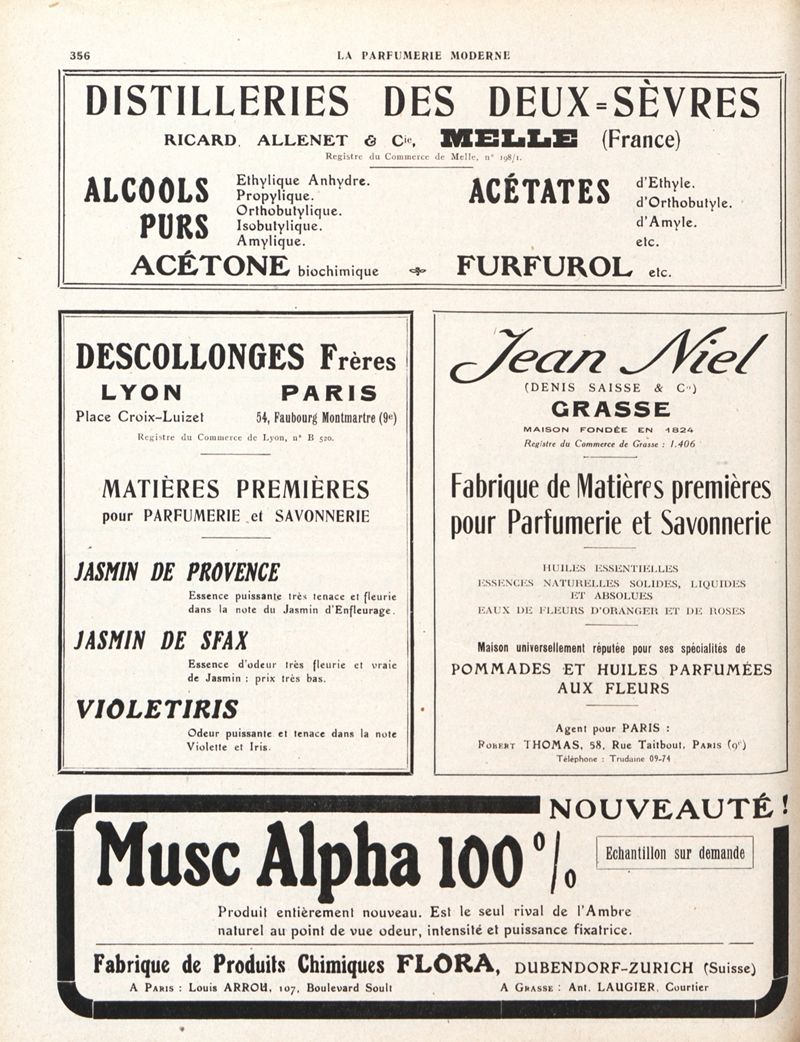 356
LA PARFUMERIE MODERNE
DISTILLERIES DES DEUX=SÈVRES
RICARD, ALLENET & Cie, MELLE (France)
Registre du Commerce de Melle, n° 198/1.
ALCOOLS PURS
Ethylique Anhydre.
Propylique.
Orthobutylique.
Isobutylique.
Amylique.
ACÉTATES
d'Ethyle.
d'Orthobutyle.
d'Amyle.
etc.
ACÉTONE biochimique FURFUROL etc.
DESCOLLONGES Frères
LYON PARIS
Place Croix-Luizet 54, Faubourg Montmartre (9e)
Registre du Commerce de Lyon, n° B 520.
MATIÈRES PREMIÈRES
pour PARFUMERIE et SAVONNERIE
JASMIN DE PROVENCE
Essence puissante très tenace et fleurie
dans la note du Jasmin d'Enfleurage.
JASMIN DE SFAX
Essence d'odeur très fleurie et vraie
de Jasmin : prix très bas.
VIOLETIRIS
Odeur puissante et tenace dans la note
Violette et Iris.
Jean Niel
(DENIS SAISSE & Cie)
GRASSE
MAISON FONDÉE EN 1824
Registre du Commerce de Grasse : 1.406
Fabrique de Matières premières
pour Parfumerie et Savonnerie
HUILES ESSENTIELLES
ESSENCES NATURELLES SOLIDES, LIQUIDES
ET ABSOLUES
EAUX DE FLEURS D'ORANGER ET DE ROSES
Maison universellement réputée pour ses spécialités de
POMMADES ET HUILES PARFUMÉES
AUX FLEURS
Agent pour PARIS :
ROBERT THOMAS, 58, Rue Taitbout, PARIS (9e)
Téléphone : Trudaine 09-74
NOUVEAUTÉ !
Musc Alpha 100 %
Echantillon sur demande
Produit entièrement nouveau. Est le seul rival de l'Ambre
naturel au point de vue odeur, intensité et puissance fixatrice.
Fabrique de Produits Chimiques FLORA, DUBENDORF-ZURICH (Suisse)
A PARIS : Louis ARROU, 107, Boulevard Soult A GRASSE : Ant. LAUGIER, Courtier